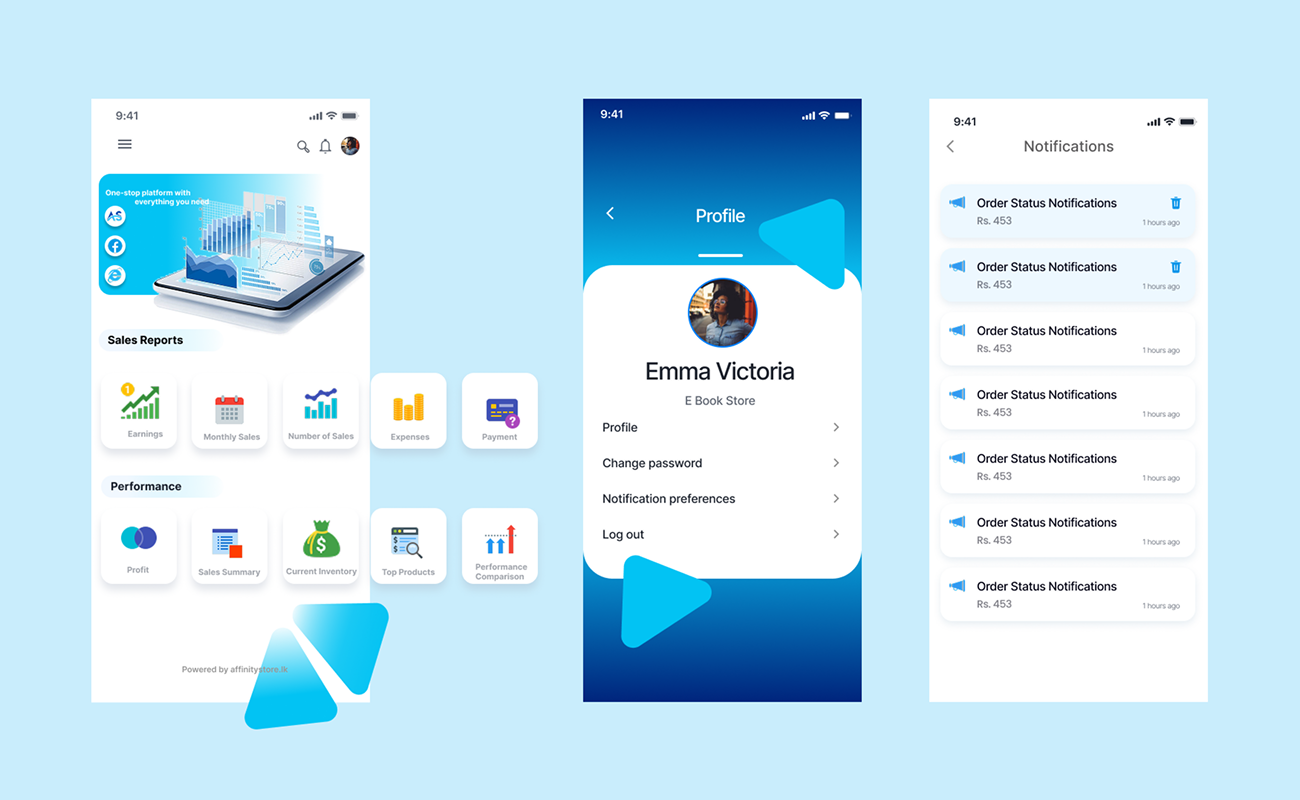 9:41
One-stop platform with
everything you need
AS
Sales Reports
1
Earnings
Monthly Sales
Number of Sales
Expenses
?
Payment
Performance
Profit
Sales Summary
$
Current Inventory
$
$
Top Products
Performance
Comparison
Powered by affinitystore.lk
9:41
Profile
Emma Victoria
E Book Store
Profile
Change password
Notification preferences
Log out
9:41
Notifications
Order Status Notifications
Rs. 453
1 hours ago
Order Status Notifications
Rs. 453
1 hours ago
Order Status Notifications
Rs. 453
1 hours ago
Order Status Notifications
Rs. 453
1 hours ago
Order Status Notifications
Rs. 453
1 hours ago
Order Status Notifications
Rs. 453
1 hours ago
Order Status Notifications
Rs. 453
1 hours ago